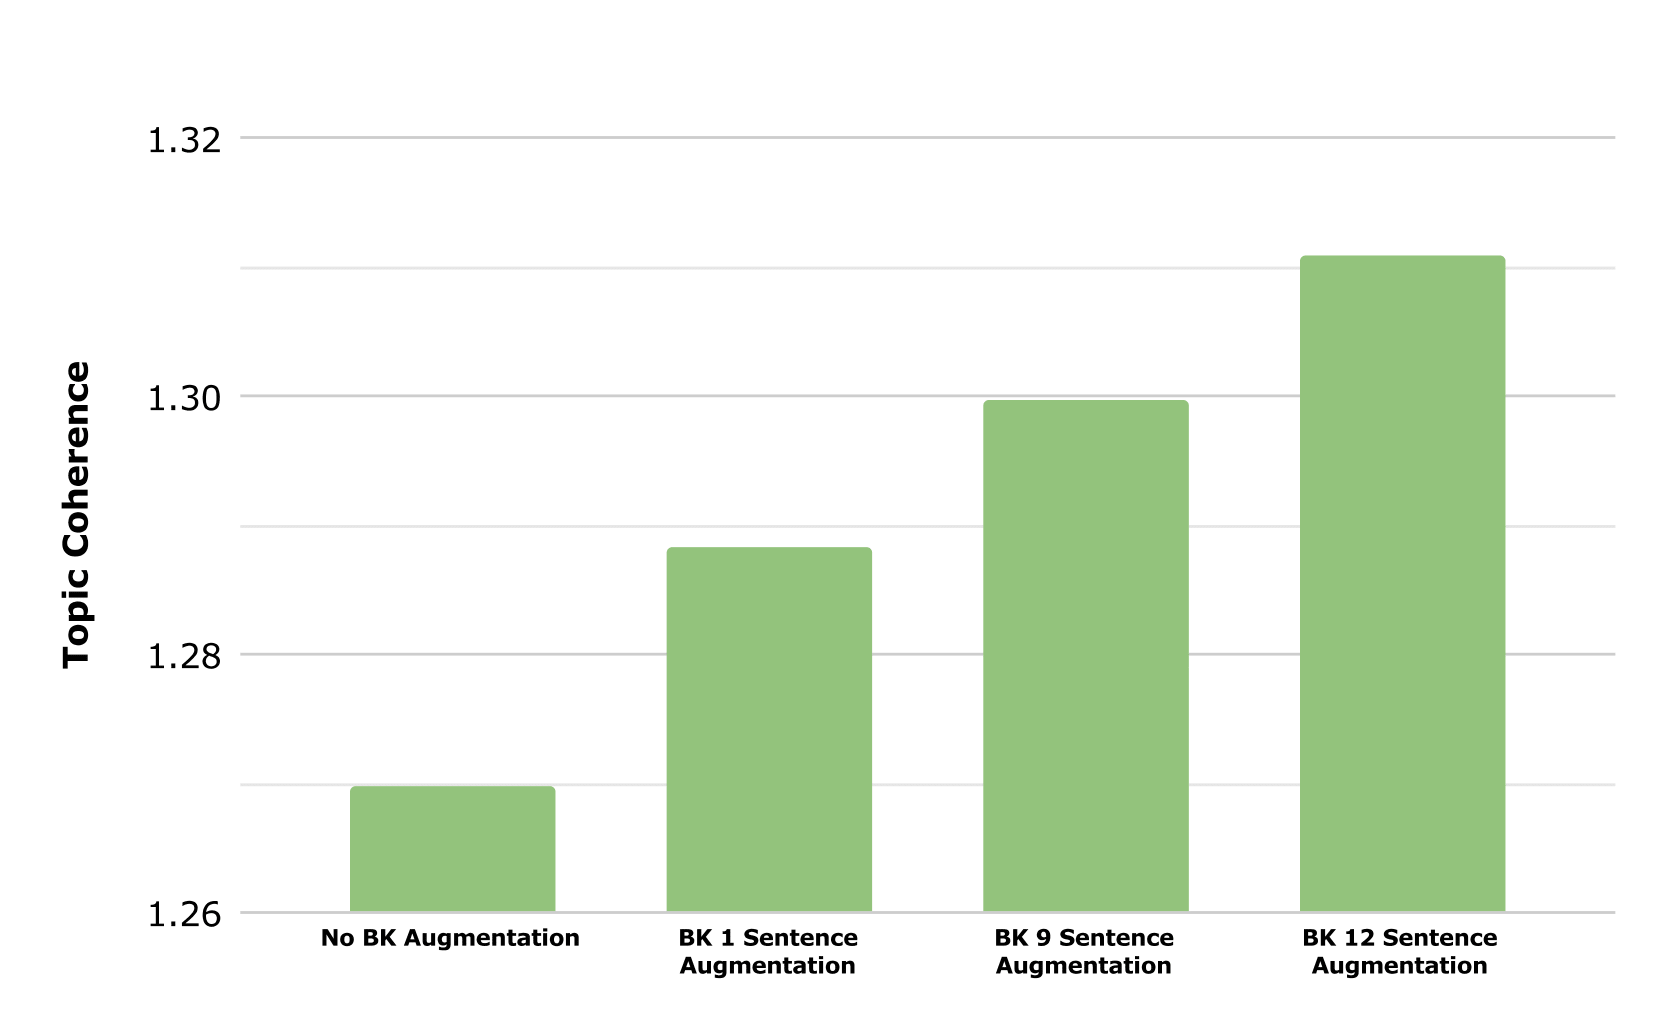 1.32
1.30
1.28
1.26
Topic Coherence
No BK Augmentation
BK 1 Sentence
Augmentation
BK 9 Sentence
Augmentation
BK 12 Sentence
Augmentation